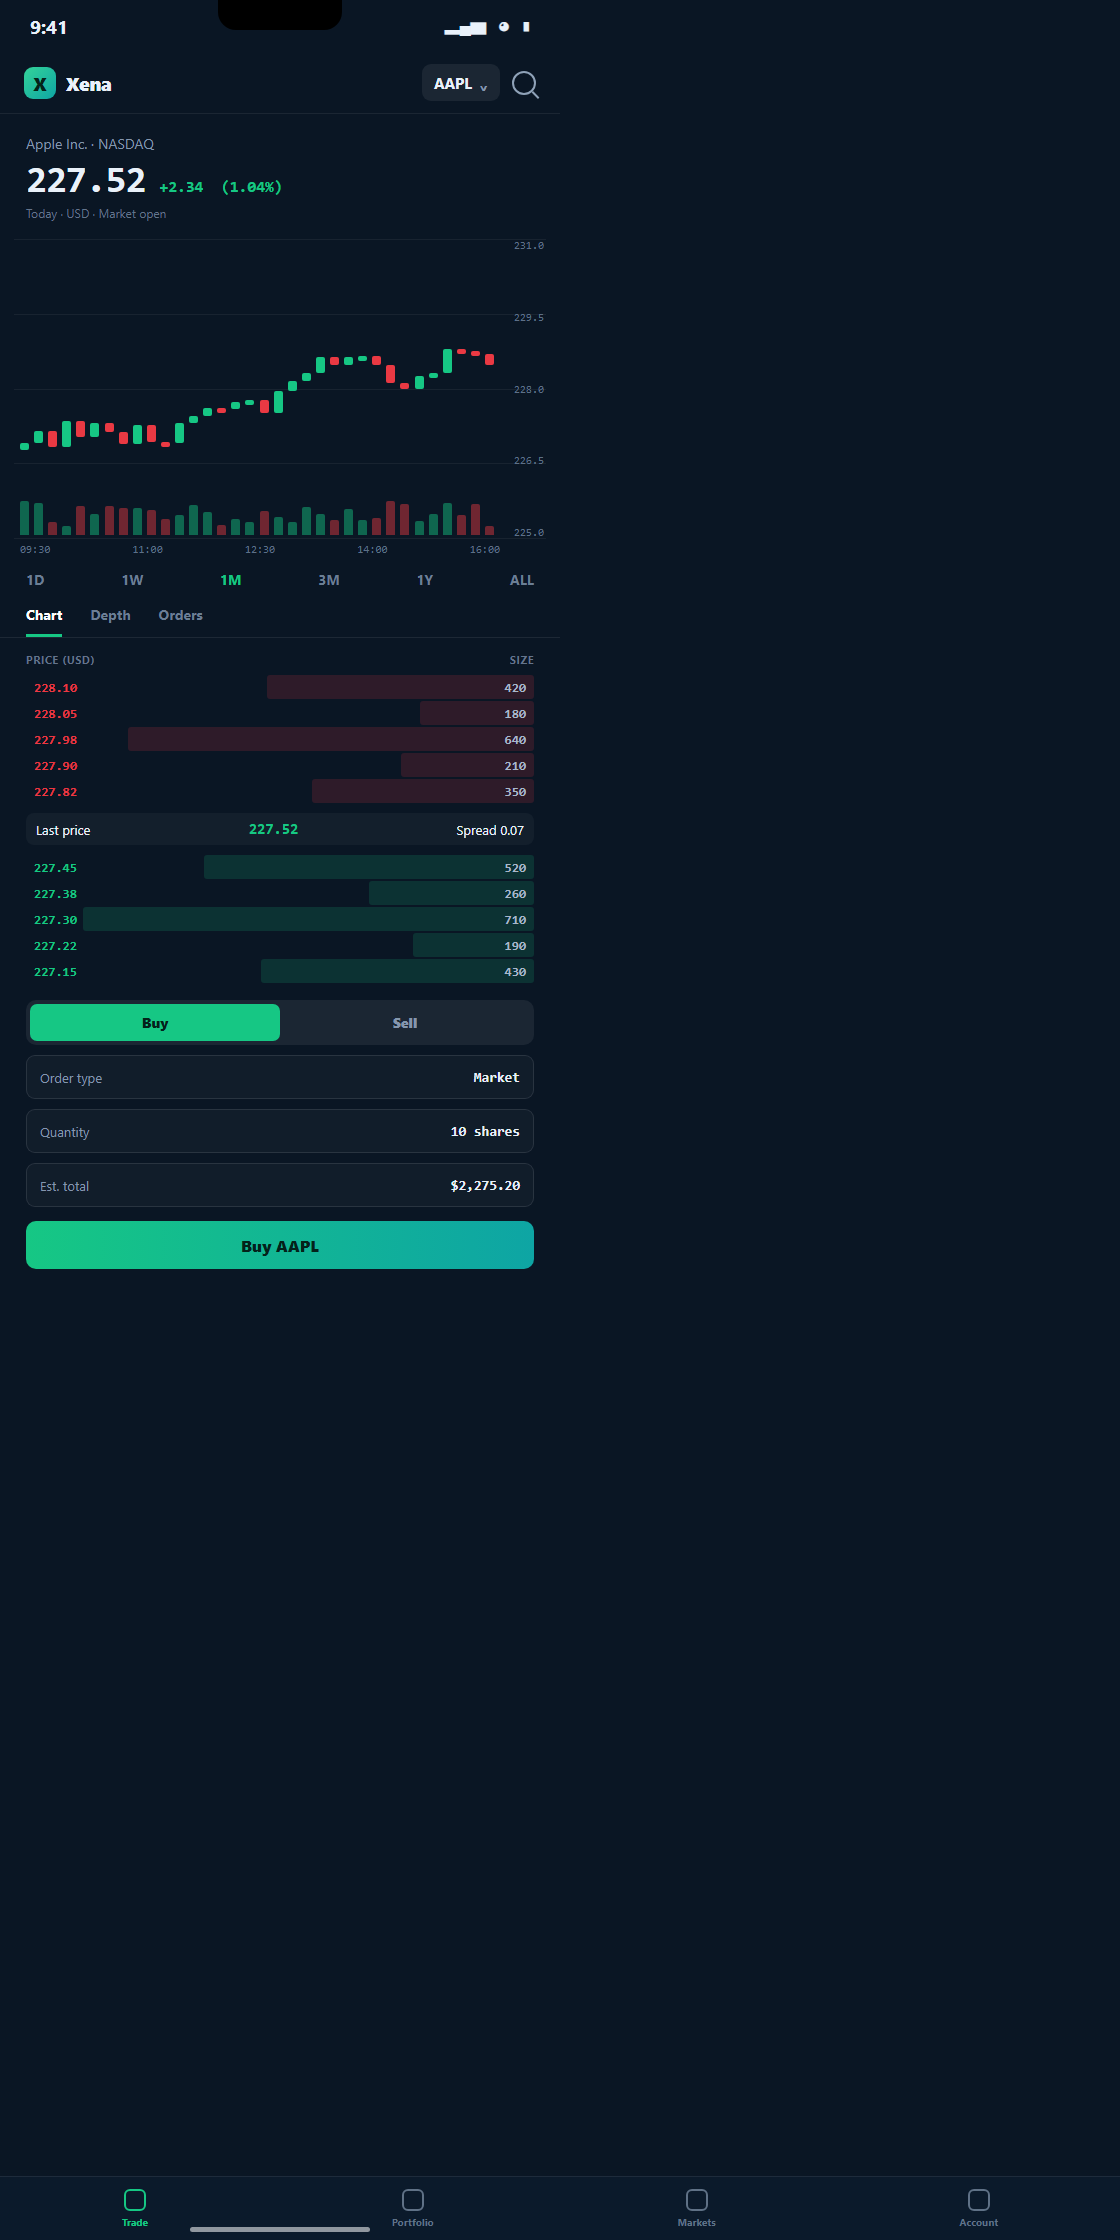 9:41
X Xena AAPL
Apple Inc. · NASDAQ
227.52 +2.34 (1.04%)
Today · USD · Market open
231.0
229.5
228.0
226.5
225.0
09:30 11:00 12:30 14:00 16:00
1D 1W 1M 3M 1Y ALL
Chart Depth Orders
PRICE (USD) SIZE
228.10 420
228.05 180
227.98 640
227.90 210
227.82 350
Last price 227.52 Spread 0.07
227.45 520
227.38 260
227.30 710
227.22 190
227.15 430
Buy Sell
Order type Market
Quantity 10 shares
Est. total $2,275.20
Buy AAPL
Trade Portfolio Markets Account